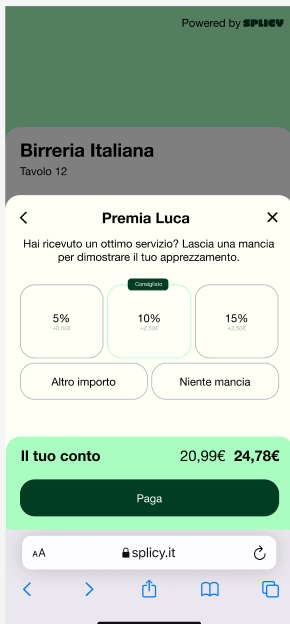 Powered by SPLICY
Birreria Italiana
Tavolo 12
Premia Luca
Hai ricevuto un ottimo servizio? Lascia una mancia
per dimostrare il tuo apprezzamento.
Consigliato
5% 10% 15%
+0,50€ +2,59€ +3,50€
Altro importo Niente mancia
Il tuo conto 20,99€ 24,78€
Paga
AA splicy.it